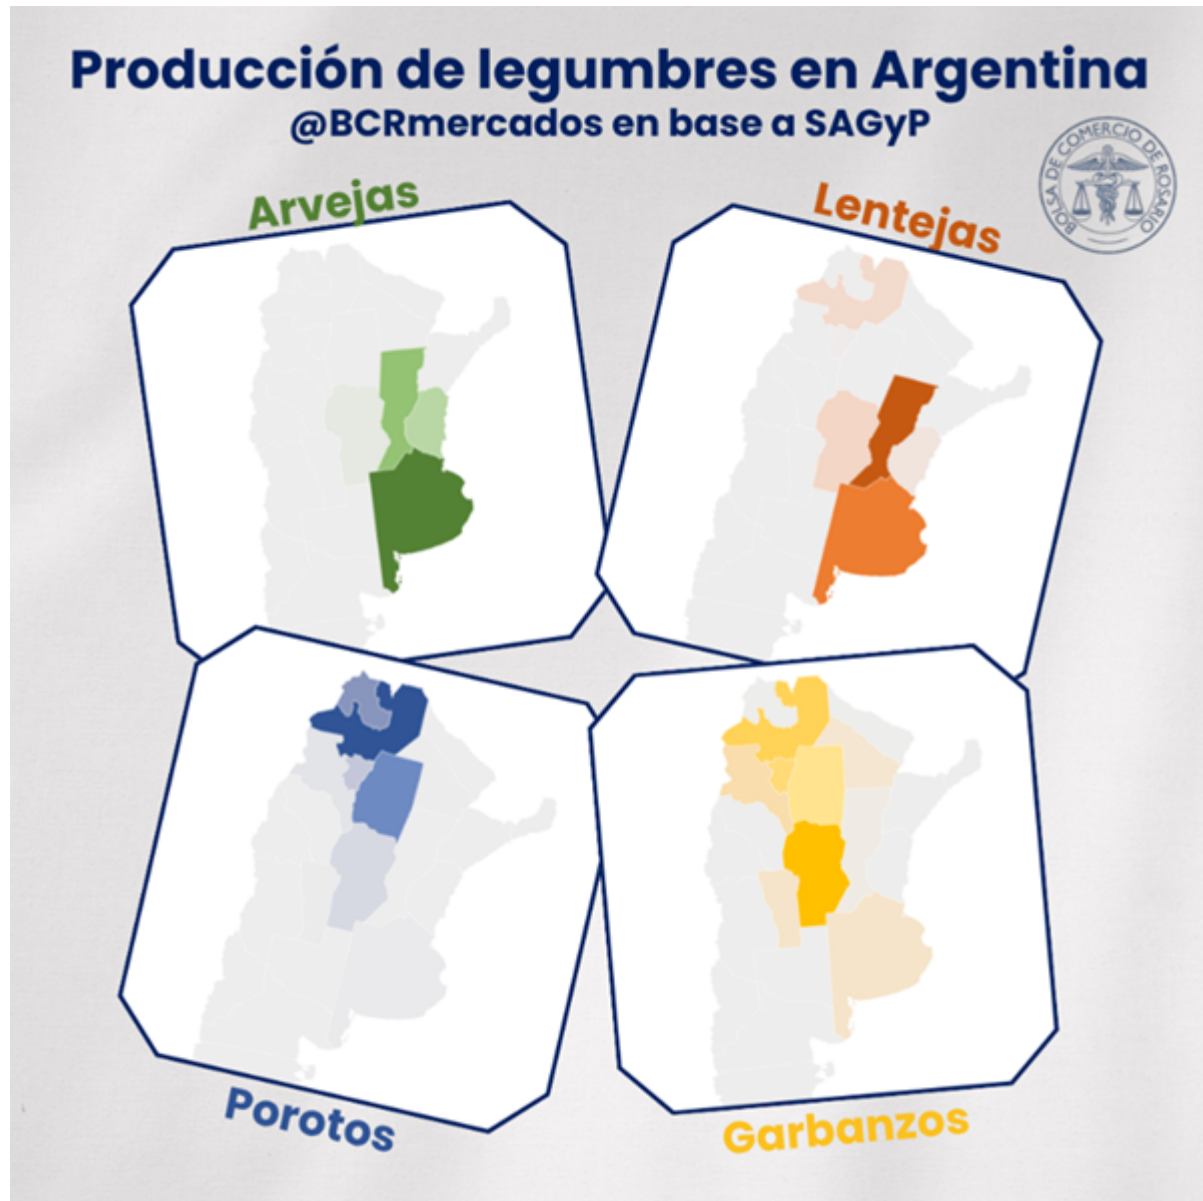 Producción de legumbres en Argentina
@BCRmercados en base a SAGyP
BOLSA DE COMERCIO DE ROSARIO
Arvejas
Lentejas
Porotos
Garbanzos